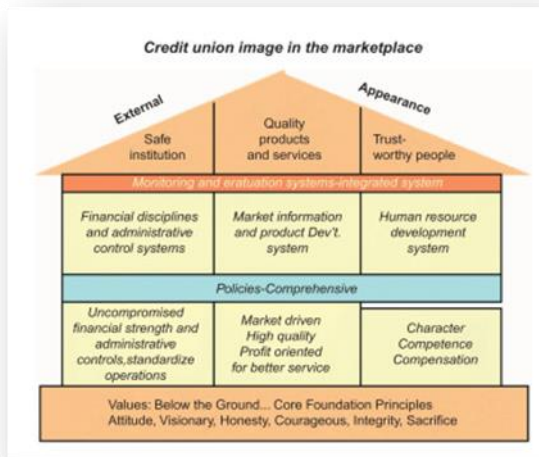 Credit union image in the marketplace
External
Appearance
Safe
institution
Quality
products
and services
Trust-
worthy people
Monitoring and eratuation systems-integrated system
Financial disciplines
and administrative
control systems
Market information
and product Dev't.
system
Human resource
development
system
Policies-Comprehensive
Uncompromised
financial strength and
administrative
controls,standardize
operations
Market driven
High quality
Profit oriented
for better service
Character
Competence
Compensation
Values: Below the Ground... Core Foundation Principles
Attitude, Visionary, Honesty, Courageous, Integrity, Sacrifice